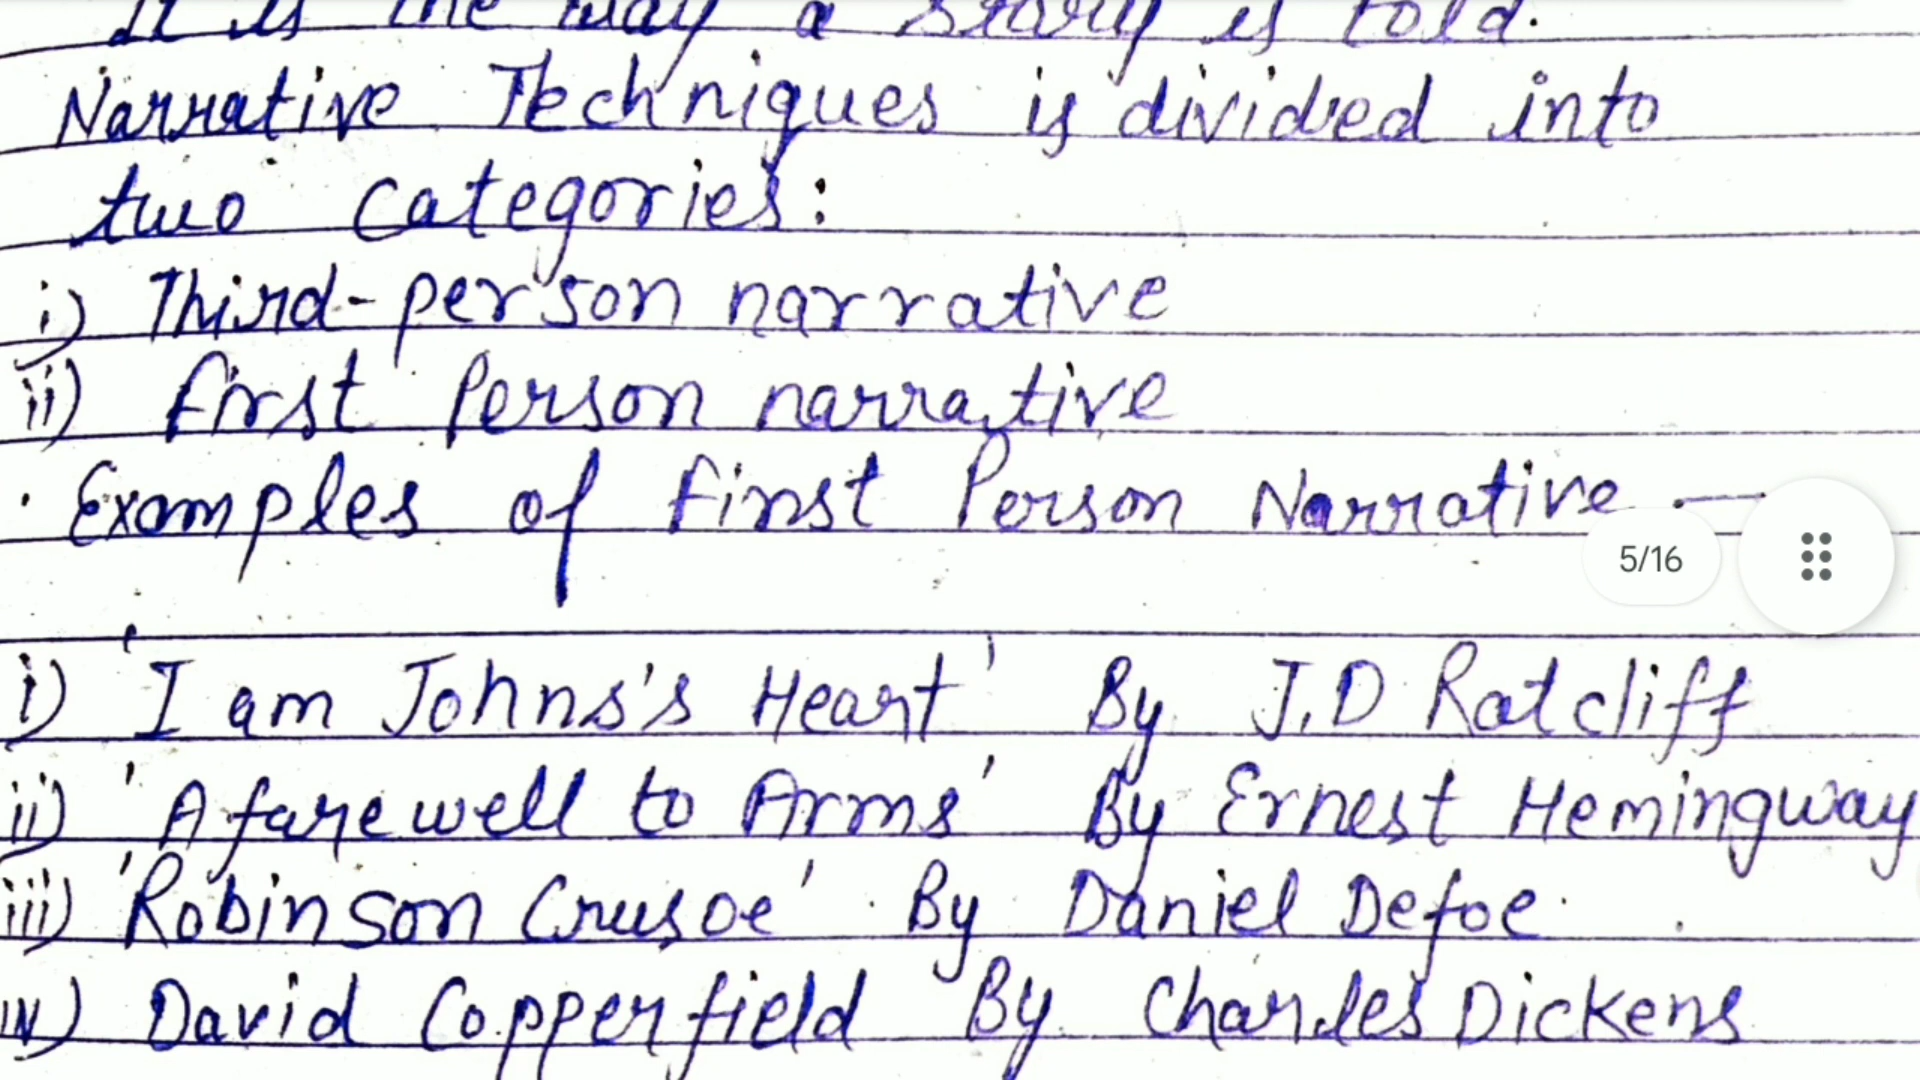 It is the way a story is told.
Narrative Techniques is divided into
two categories:
i) Third-person narrative
ii) first Person narrative
· Examples of First Person Narrative —
5/16
i) 'I am Johns's Heart' By J.D Ratcliff
ii) 'A farewell to Arms' By Ernest Hemingway
iii) 'Robinson Crusoe' By Daniel Defoe.
iv) David Copperfield By Charles Dickens